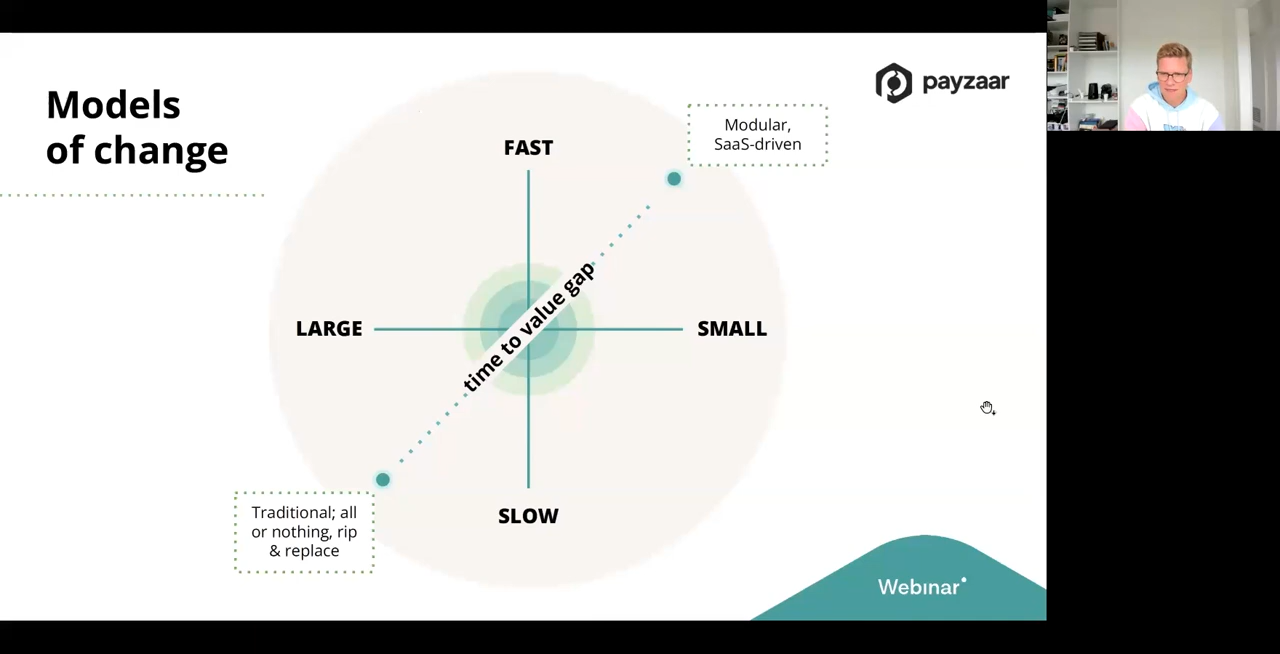 Models
of change
payzaar
Modular,
SaaS-driven
FAST
time to value gap
LARGE
SMALL
Traditional; all
or nothing, rip
& replace
SLOW
Webinar